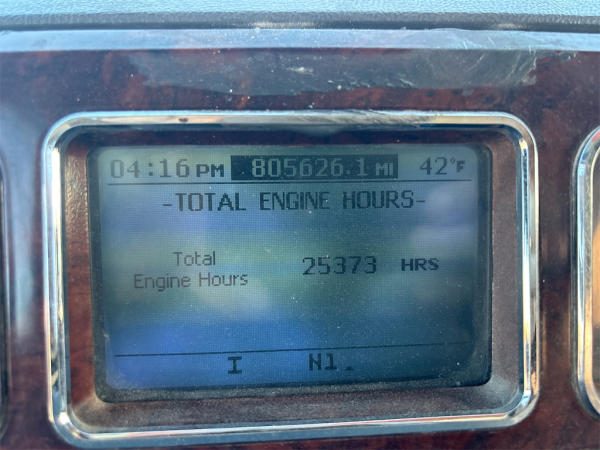 04:16 PM 805626.1 MI 42°F
-TOTAL ENGINE HOURS-
Total
Engine Hours 25373 HRS
I N1.